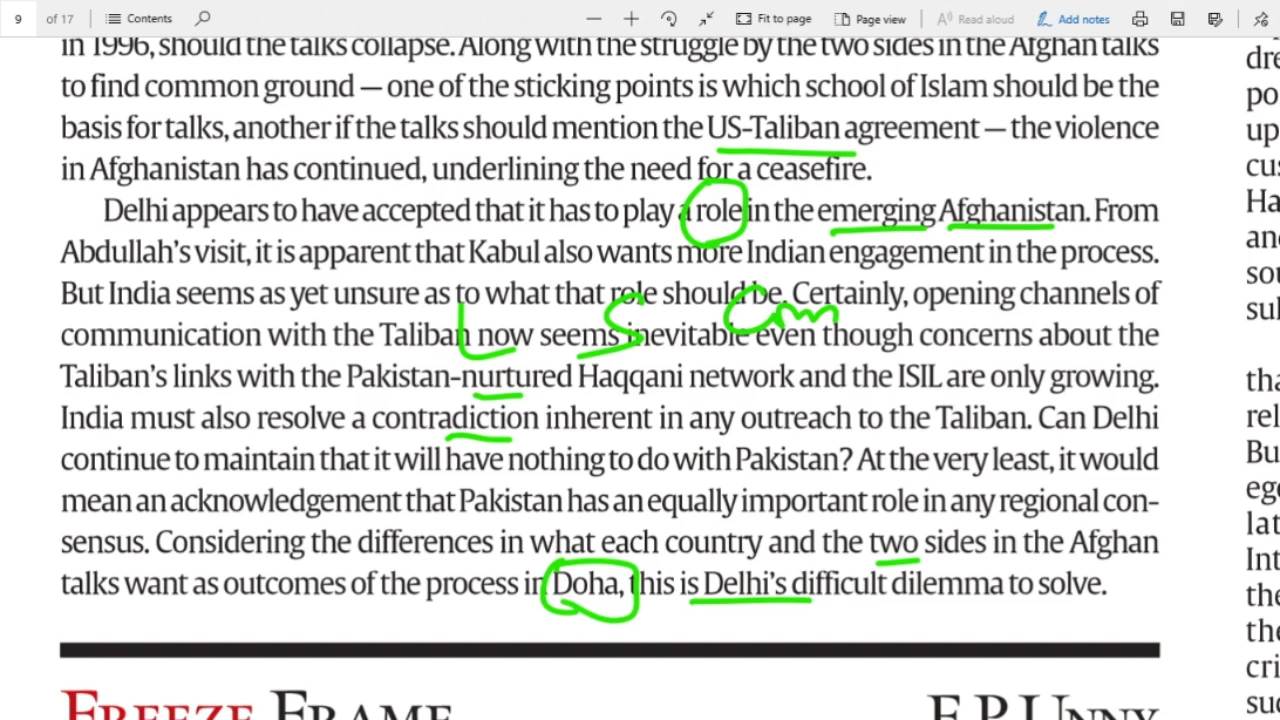 9 of 17 Contents Fit to page Page view Read aloud Add notes
in 1996, should the talks collapse. Along with the struggle by the two sides in the Afghan talks
to find common ground — one of the sticking points is which school of Islam should be the
basis for talks, another if the talks should mention the US-Taliban agreement — the violence
in Afghanistan has continued, underlining the need for a ceasefire.
Delhi appears to have accepted that it has to play a role in the emerging Afghanistan. From
Abdullah's visit, it is apparent that Kabul also wants more Indian engagement in the process.
But India seems as yet unsure as to what that role should be. Certainly, opening channels of
communication with the Taliban now seems inevitable even though concerns about the
Taliban's links with the Pakistan-nurtured Haqqani network and the ISIL are only growing.
India must also resolve a contradiction inherent in any outreach to the Taliban. Can Delhi
continue to maintain that it will have nothing to do with Pakistan? At the very least, it would
mean an acknowledgement that Pakistan has an equally important role in any regional con-
sensus. Considering the differences in what each country and the two sides in the Afghan
talks want as outcomes of the process in Doha, this is Delhi's difficult dilemma to solve.
FREEZE FRAME
E P UNNY